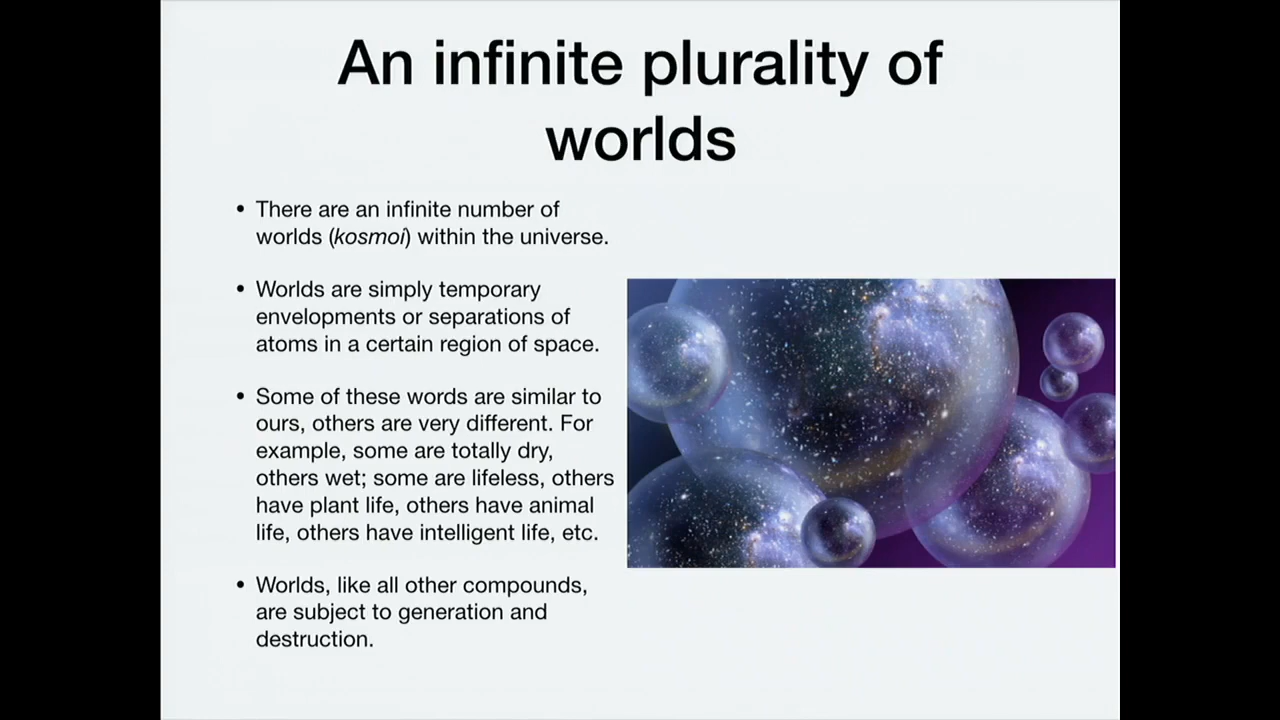 An infinite plurality of
worlds
• There are an infinite number of
worlds (kosmoi) within the universe.
• Worlds are simply temporary
envelopments or separations of
atoms in a certain region of space.
• Some of these words are similar to
ours, others are very different. For
example, some are totally dry,
others wet; some are lifeless, others
have plant life, others have animal
life, others have intelligent life, etc.
• Worlds, like all other compounds,
are subject to generation and
destruction.